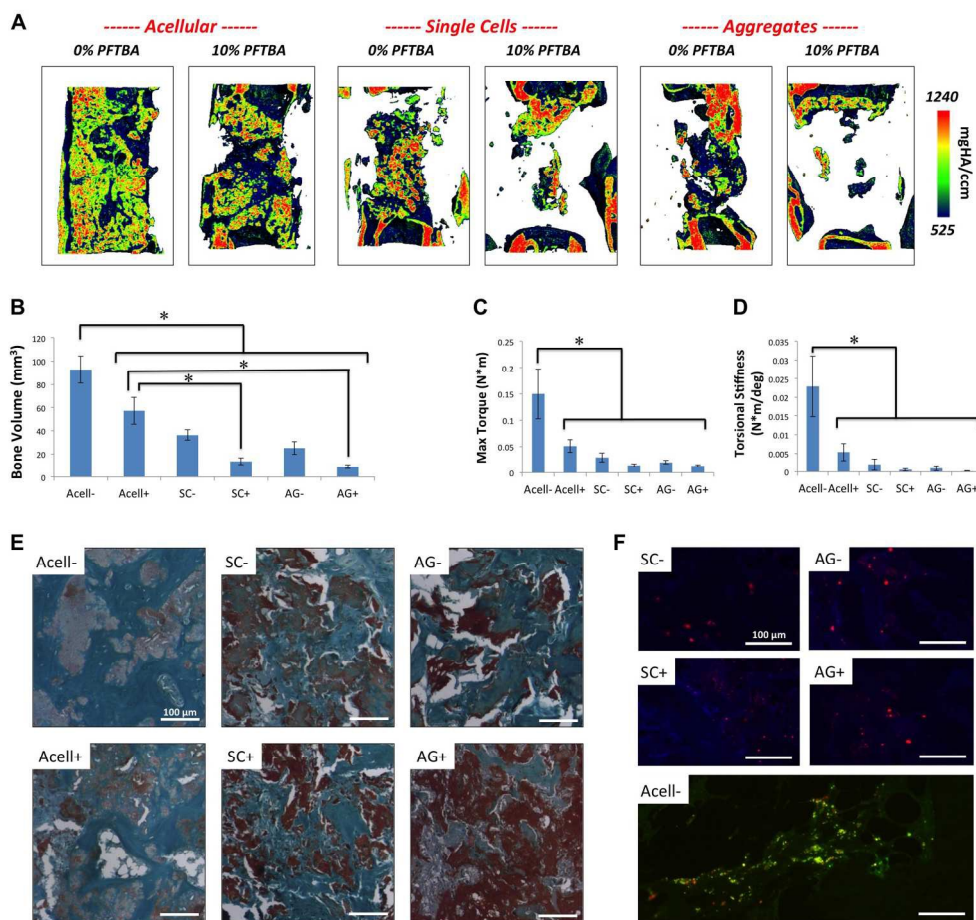 A
------ Acellular ------
------ Single Cells ------
------ Aggregates ------
0% PFTBA
10% PFTBA
0% PFTBA
10% PFTBA
0% PFTBA
10% PFTBA
1240
mgHA/ccm
525
B
Bone Volume (mm³)
120
100
80
60
40
20
0
*
*
*
Acell-
Acell+
SC-
SC+
AG-
AG+
C
Max Torque (N*m)
0.25
0.2
0.15
0.1
0.05
0
*
Acell-
Acell+
SC-
SC+
AG-
AG+
D
Torsional Stiffness
(N*m/deg)
0.035
0.03
0.025
0.02
0.015
0.01
0.005
0
*
Acell-
Acell+
SC-
SC+
AG-
AG+
E
Acell-
100 µm
SC-
AG-
Acell+
SC+
AG+
F
SC-
100 µm
AG-
SC+
AG+
Acell-